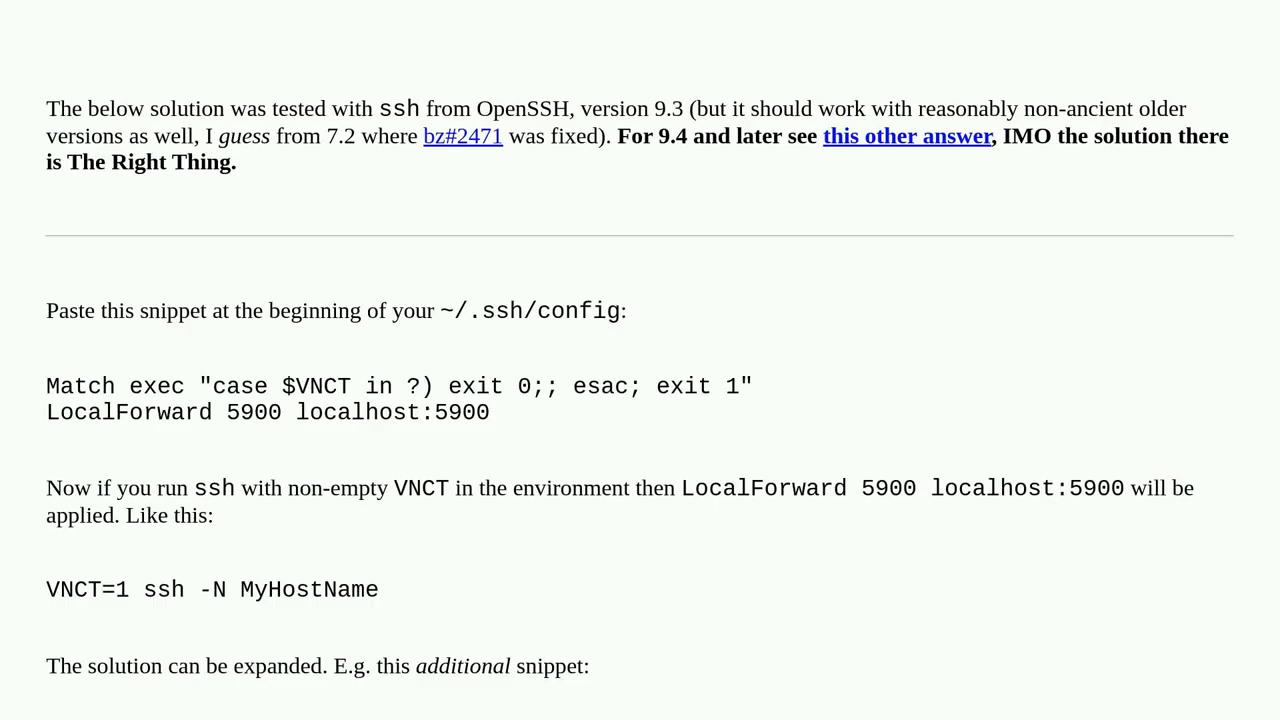 The below solution was tested with ssh from OpenSSH, version 9.3 (but it should work with reasonably non-ancient older
versions as well, I guess from 7.2 where bz#2471 was fixed). For 9.4 and later see this other answer, IMO the solution there
is The Right Thing.
Paste this snippet at the beginning of your ~/.ssh/config:
Match exec "case $VNCT in ?) exit 0;; esac; exit 1"
LocalForward 5900 localhost:5900
Now if you run ssh with non-empty VNCT in the environment then LocalForward 5900 localhost:5900 will be
applied. Like this:
VNCT=1 ssh -N MyHostName
The solution can be expanded. E.g. this additional snippet: